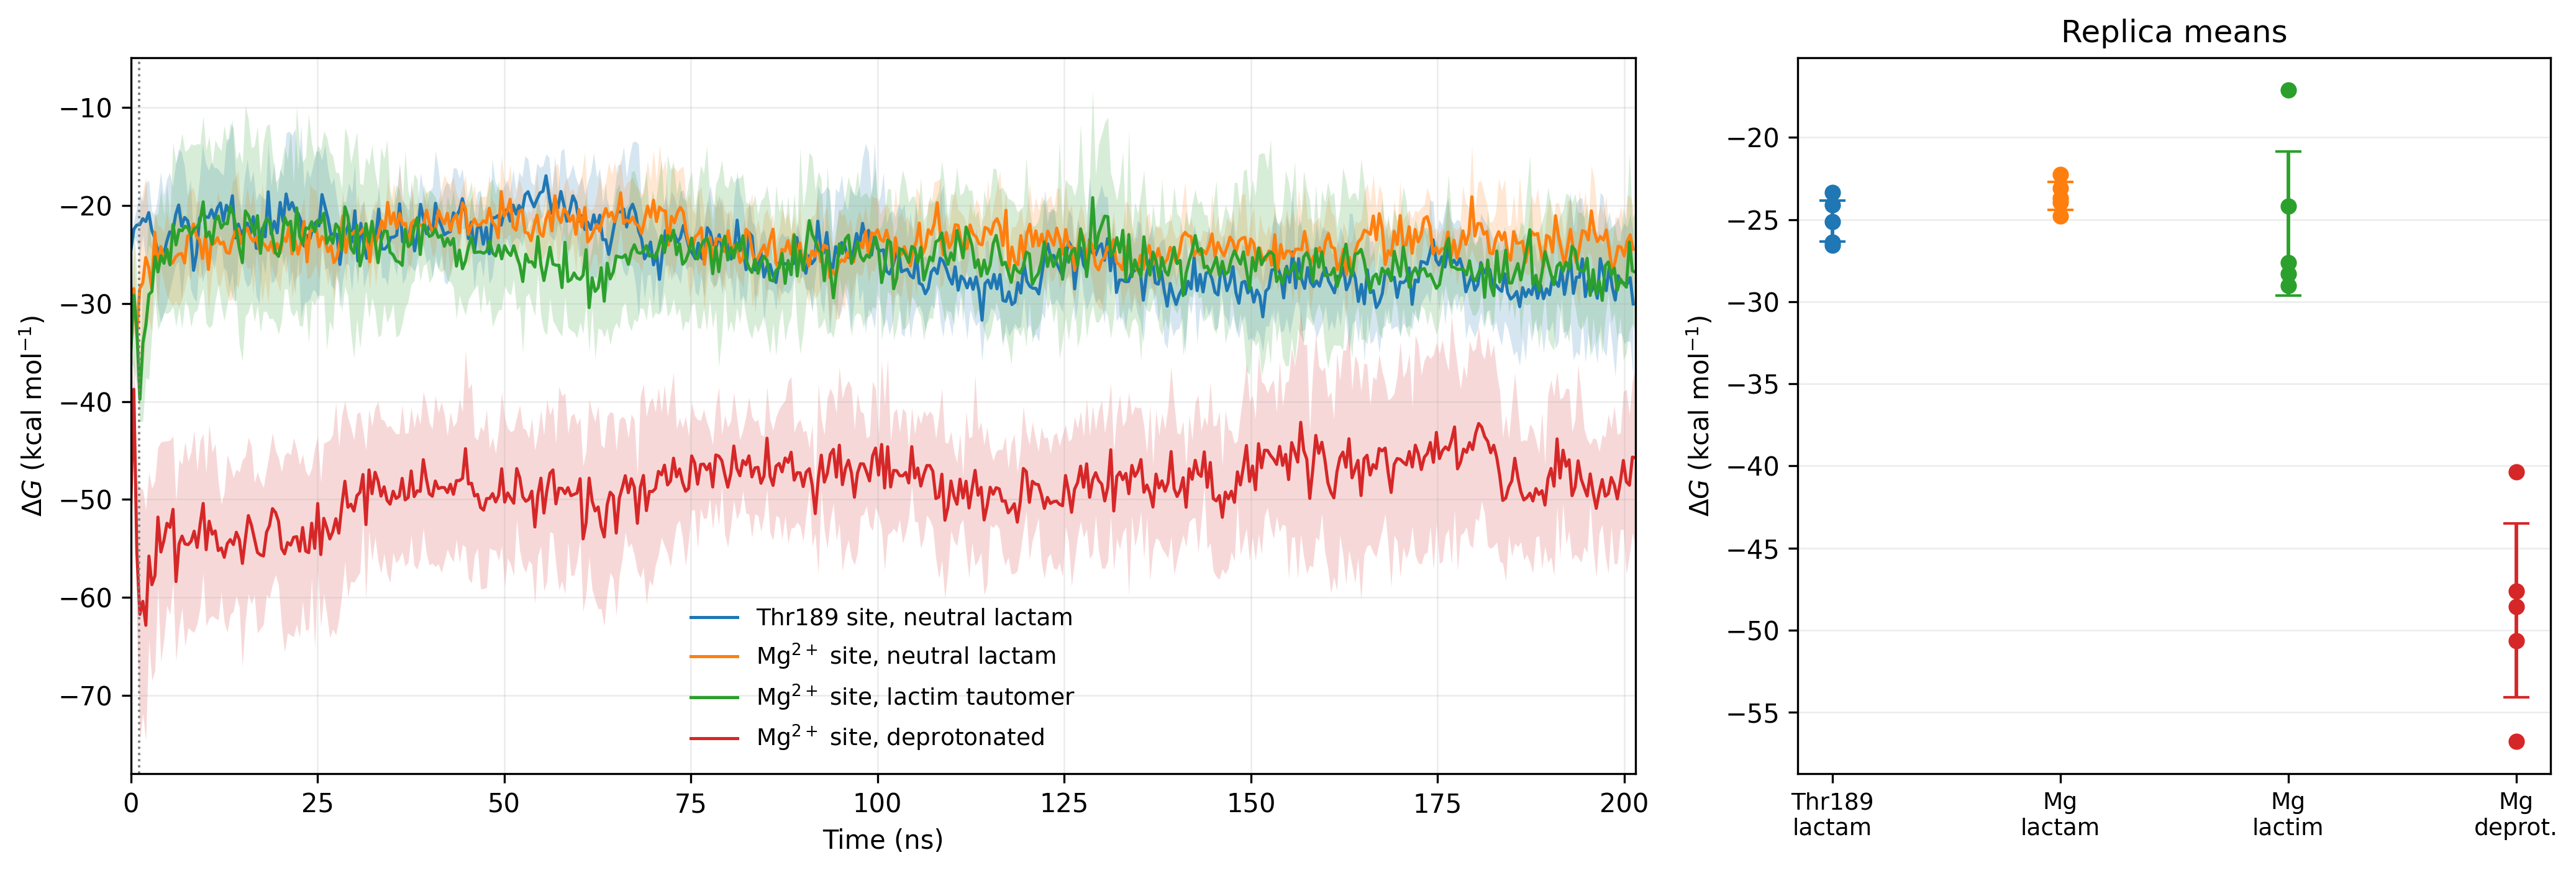 −10
−20
−30
−40
−50
−60
−70
ΔG (kcal mol⁻¹)
0 25 50 75 100 125 150 175 200
Time (ns)
Thr189 site, neutral lactam
Mg²⁺ site, neutral lactam
Mg²⁺ site, lactim tautomer
Mg²⁺ site, deprotonated
Replica means
−20
−25
−30
−35
−40
−45
−50
−55
ΔG (kcal mol⁻¹)
Thr189 Mg Mg Mg
lactam lactam lactim deprot.